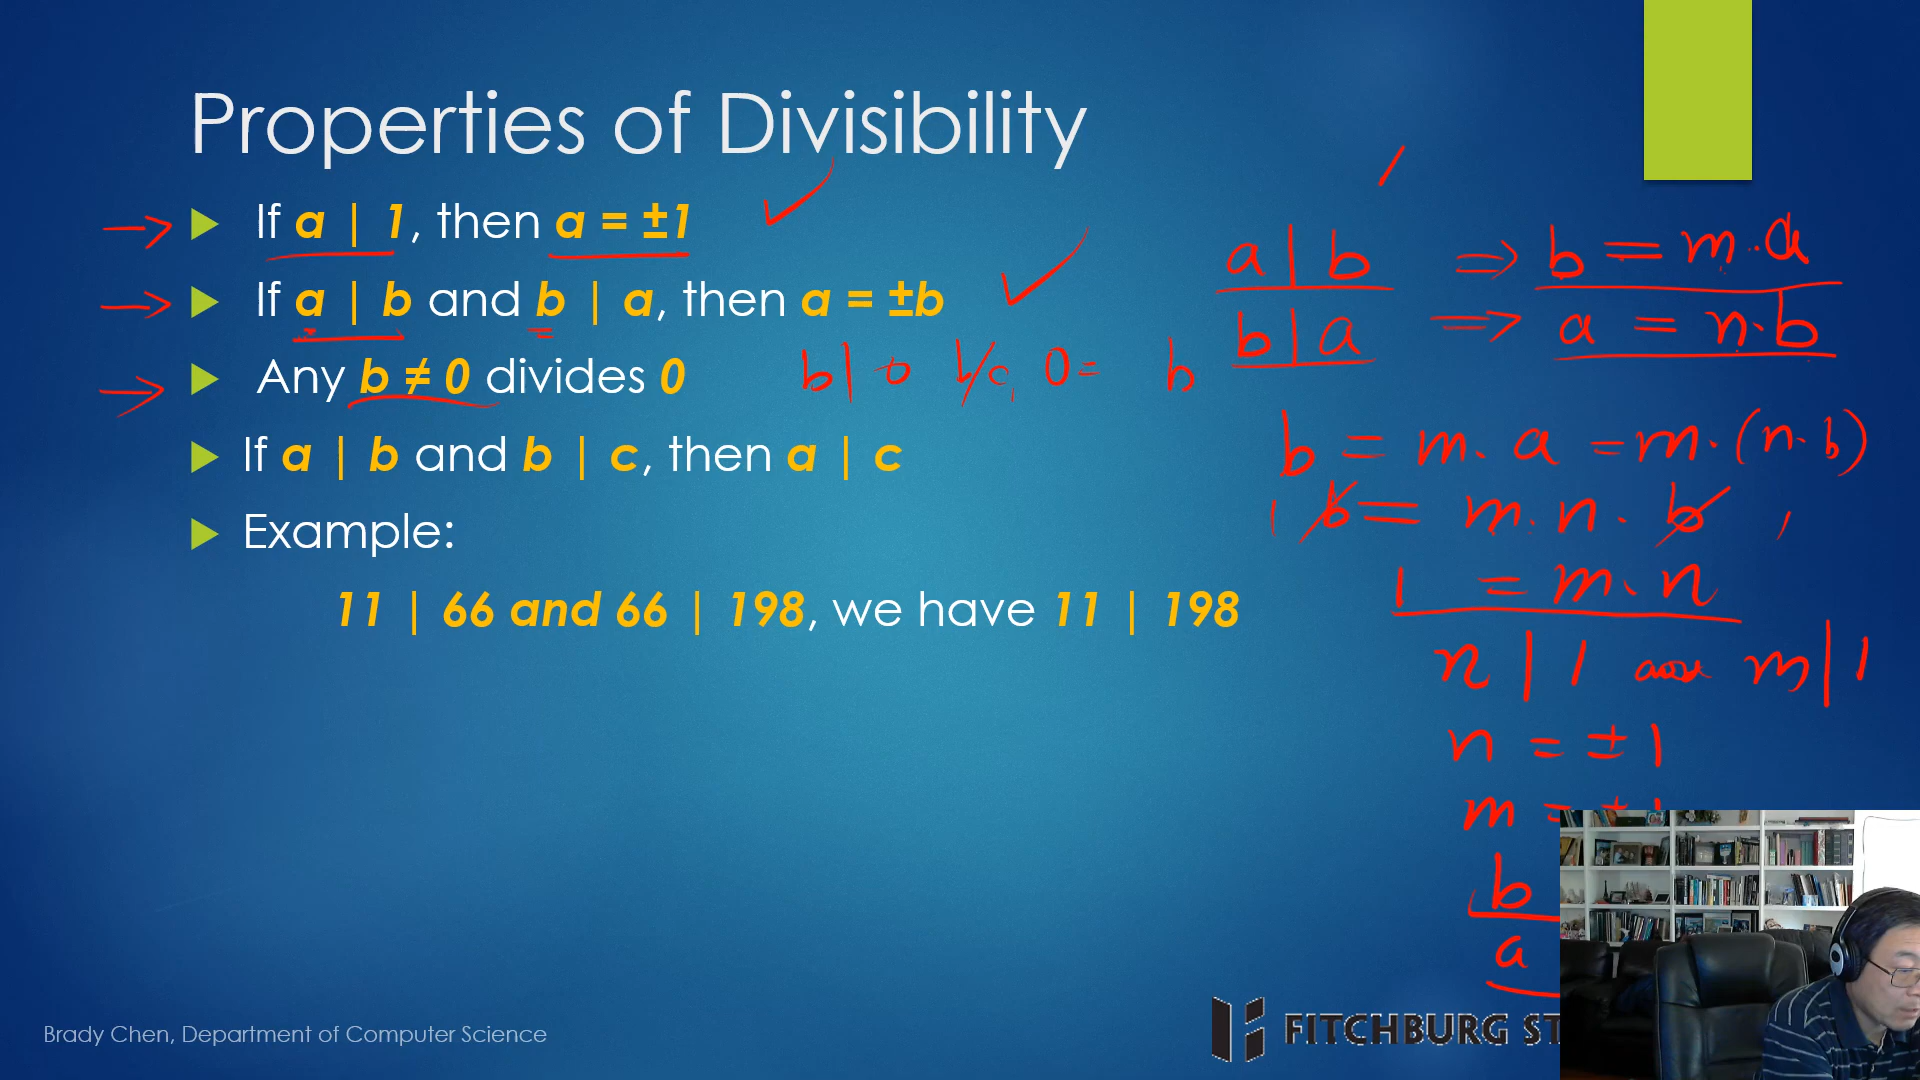 Properties of Divisibility
If a | 1, then a = ±1
If a | b and b | a, then a = ±b
Any b ≠ 0 divides 0
If a | b and b | c, then a | c
Example:
11 | 66 and 66 | 198, we have 11 | 198
a | b ⇒ b = m·a
b | a ⇒ a = n·b
b | 0 b/c, 0 = b
b = m·a = m·(n·b)
b = m·n·b
1 = m·n
n | 1 and m | 1
n = ±1
m = ±1
b
a
Brady Chen, Department of Computer Science
FITCHBURG ST